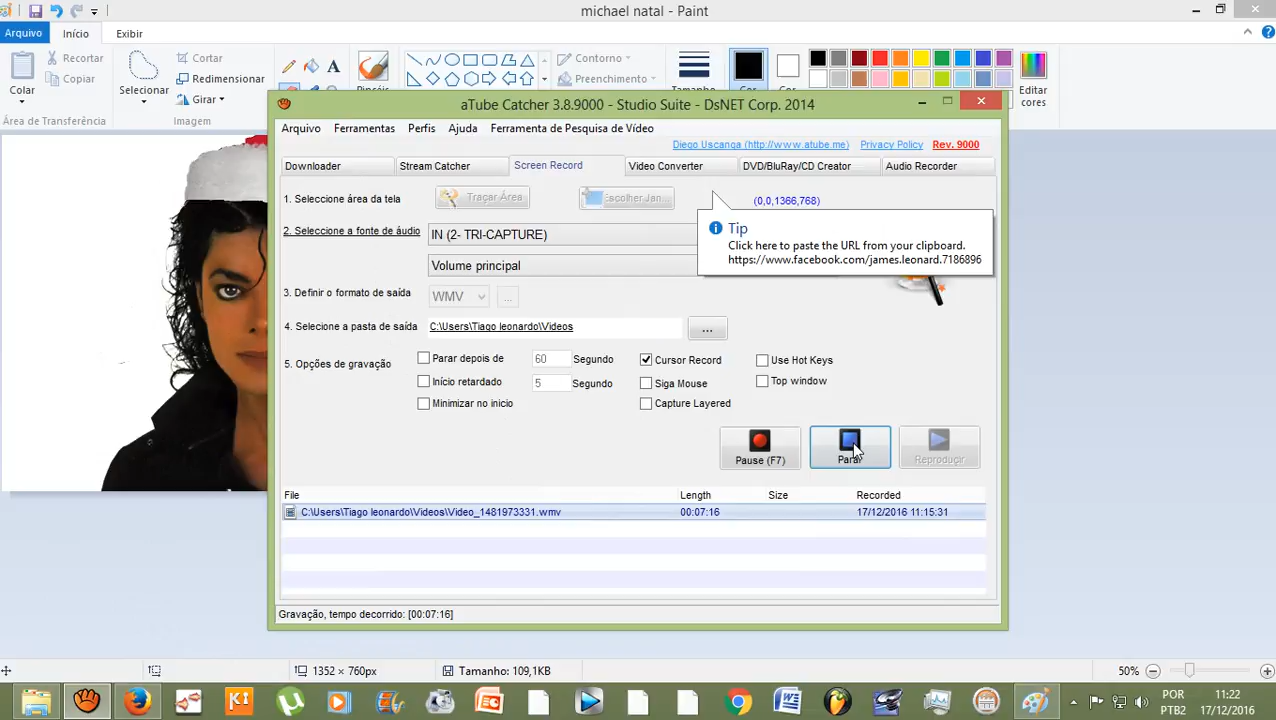 michael natal - Paint
Arquivo Início Exibir
Colar
Recortar
Copiar
Área de Transferência
Selecionar
Cortar
Redimensionar
Girar
Imagem
Pincéis
Contorno
Preenchimento
Tamanho
Cor
Cor
Editar cores
aTube Catcher 3.8.9000 - Studio Suite - DsNET Corp. 2014
Arquivo Ferramentas Perfis Ajuda Ferramenta de Pesquisa de Vídeo
Diego Uscanga (http://www.atube.me) Privacy Policy Rev. 9000
Downloader Stream Catcher Screen Record Video Converter DVD/BluRay/CD Creator Audio Recorder
1. Seleccione área da tela Traçar Área Escolher Jan... (0,0,1366,768)
2. Seleccione a fonte de áudio IN (2- TRI-CAPTURE)
Volume principal
Tip
Click here to paste the URL from your clipboard.
https://www.facebook.com/james.leonard.7186896
3. Definir o formato de saída WMV ...
4. Selecione a pasta de saída C:\Users\Tiago leonardo\Videos ...
5. Opções de gravação
Parar depois de 60 Segundo Cursor Record Use Hot Keys
Início retardado 5 Segundo Siga Mouse Top window
Minimizar no inicio Capture Layered
Pause (F7) Parar Reproduçir
File Length Size Recorded
C:\Users\Tiago leonardo\Videos\Video_1481973331.wmv 00:07:16 17/12/2016 11:15:31
Gravação, tempo decorrido: [00:07:16]
1352 × 760px Tamanho: 109,1KB 50%
POR
PTB2
11:22
17/12/2016